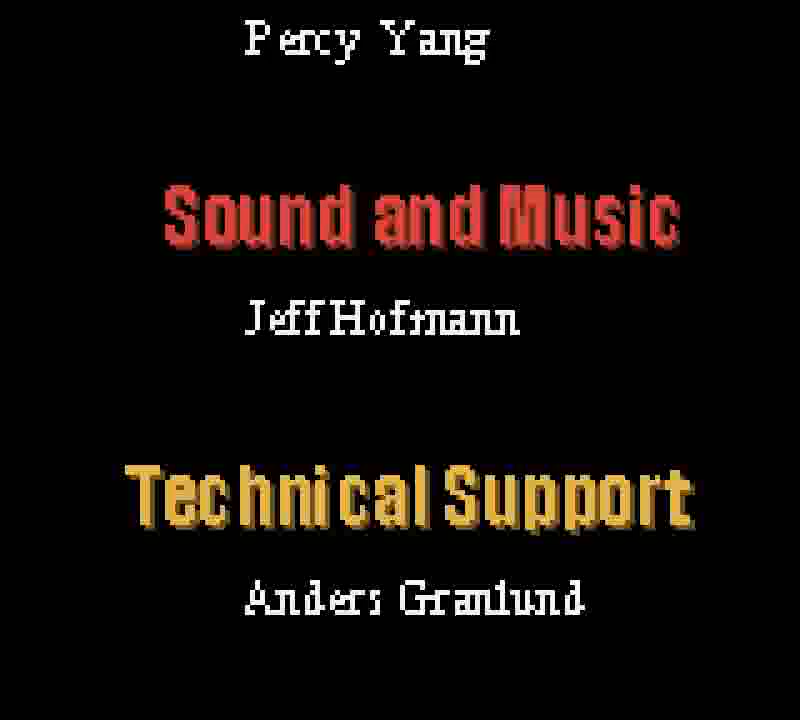 Percy Yang
Sound and Music
Jeff Hofmann
Technical Support
Anders Granlund